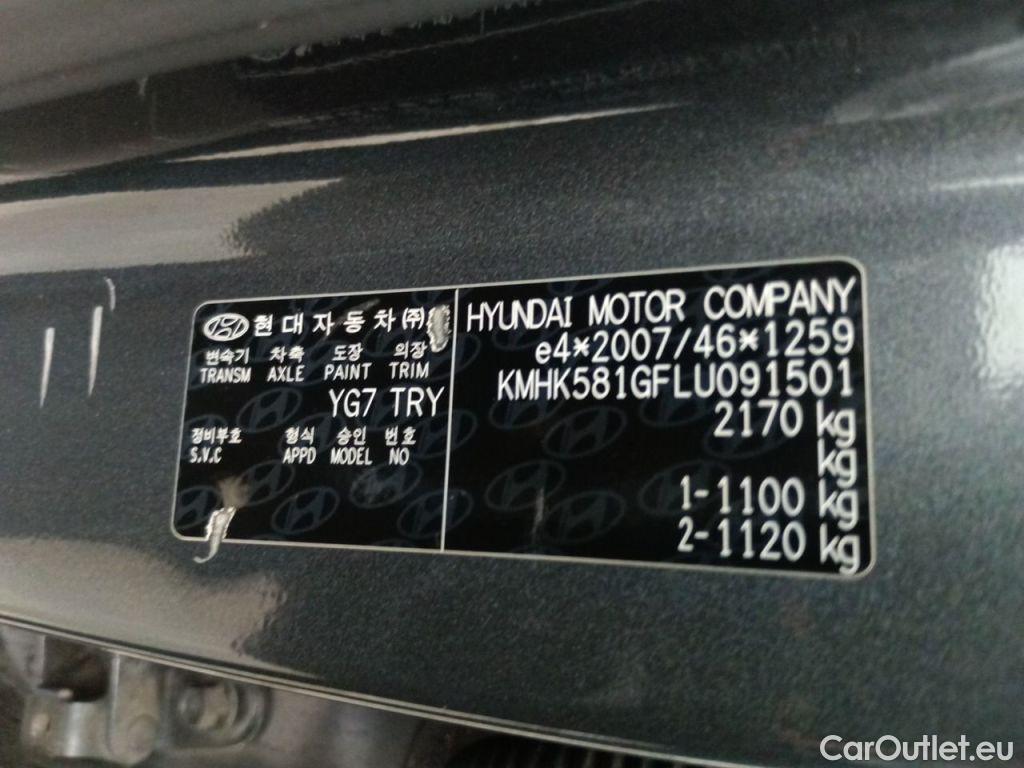 현대자동차㈜
변속기 차축 도장 의장
TRANSM AXLE PAINT TRIM
YG7 TRY
정비부호 형식 승인 번호
S.V.C APPD MODEL NO
HYUNDAI MOTOR COMPANY
e4*2007/46*1259
KMHK581GFLU091501
2170 kg
kg
1-1100 kg
2-1120 kg
CarOutlet.eu